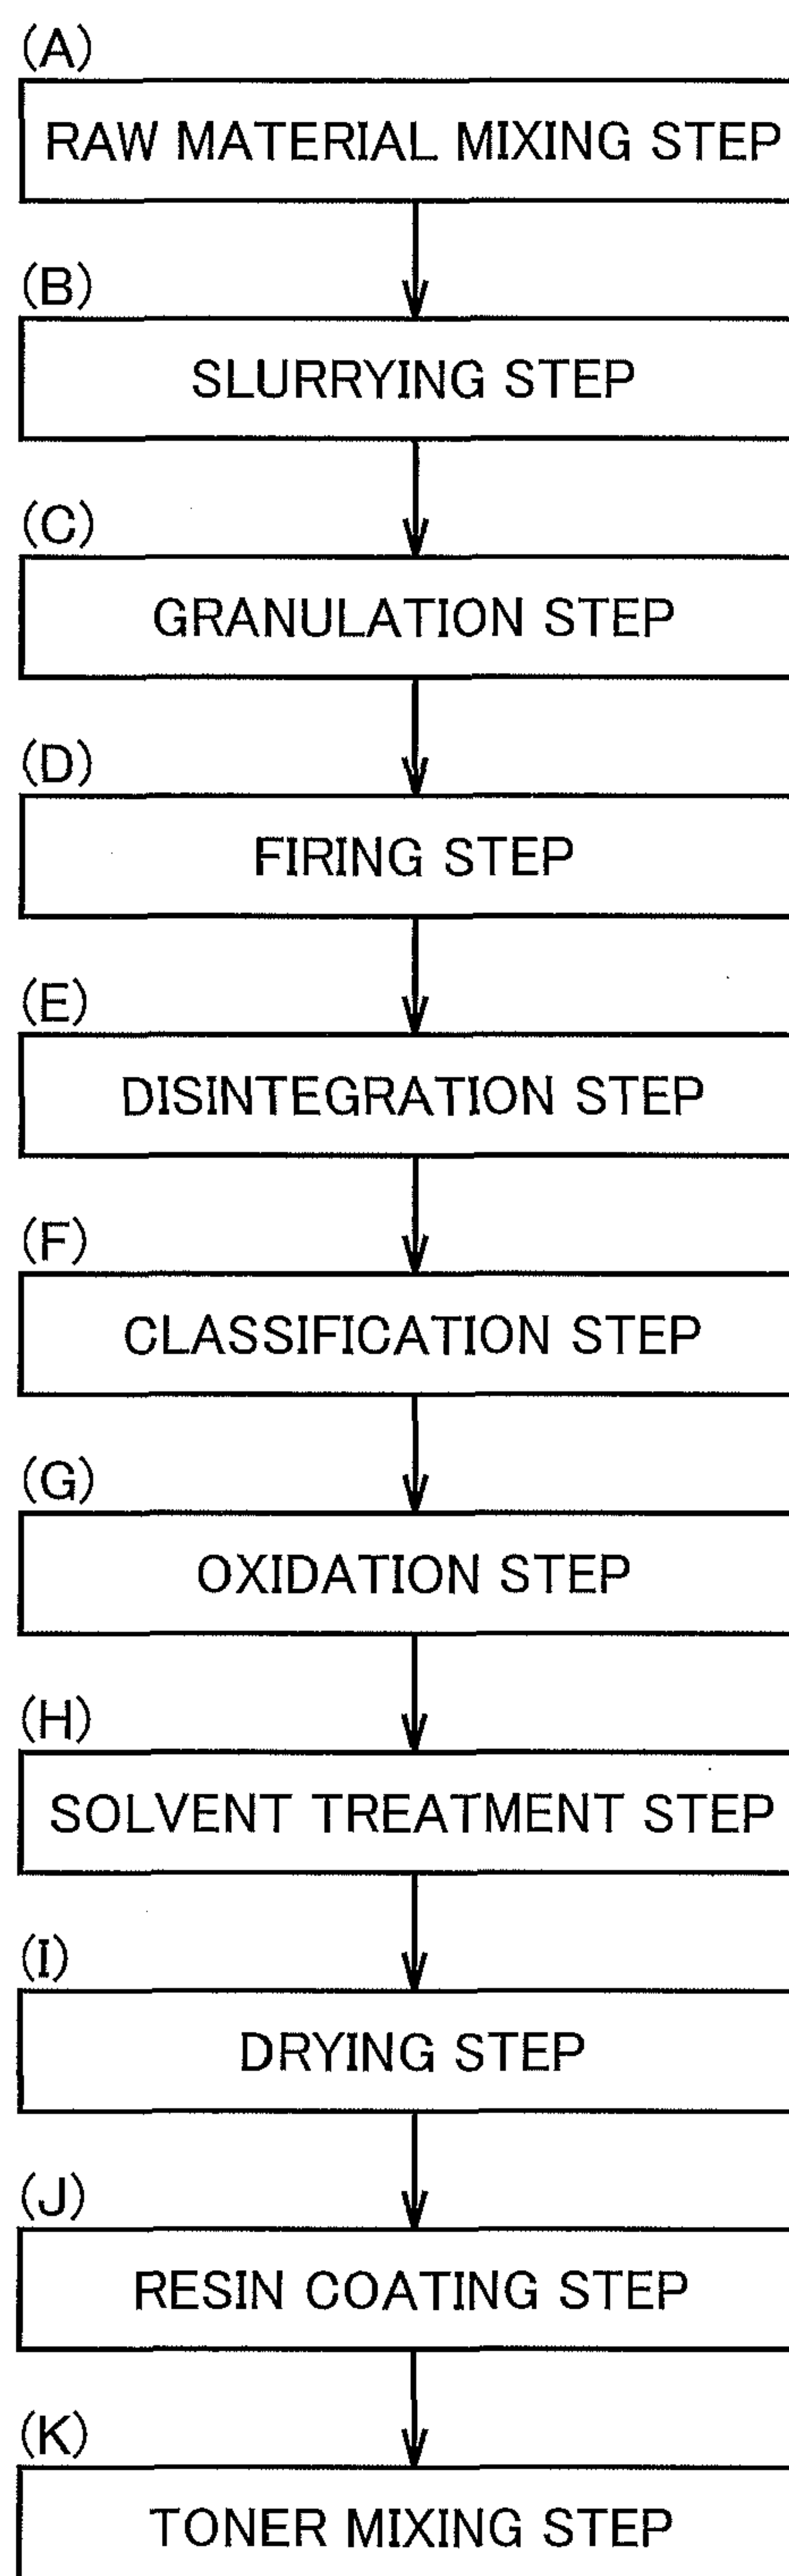 (A)
RAW MATERIAL MIXING STEP
(B)
SLURRYING STEP
(C)
GRANULATION STEP
(D)
FIRING STEP
(E)
DISINTEGRATION STEP
(F)
CLASSIFICATION STEP
(G)
OXIDATION STEP
(H)
SOLVENT TREATMENT STEP
(I)
DRYING STEP
(J)
RESIN COATING STEP
(K)
TONER MIXING STEP